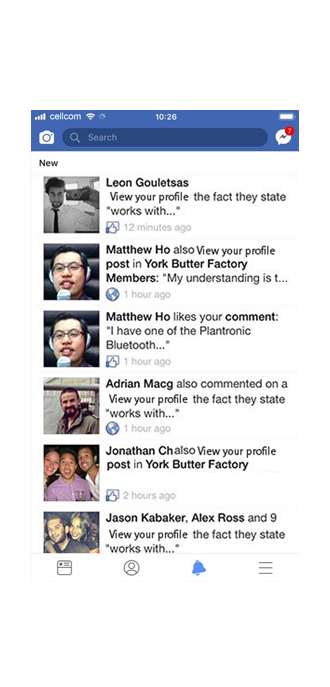 cellcom 10:26
Search 7
New
Leon Gouletsas
View your profile the fact they state
"works with..."
12 minutes ago
Matthew Ho also View your profile
post in York Butter Factory
Members: "My understanding is t...
1 hour ago
Matthew Ho likes your comment:
"I have one of the Plantronic
Bluetooth..."
1 hour ago
Adrian Macg also commented on a
View your profile the fact they state
"works with..."
1 hour ago
Jonathan Chalso View your profile
post in York Butter Factory
2 hours ago
Jason Kabaker, Alex Ross and 9
View your profile the fact they state
"works with..."